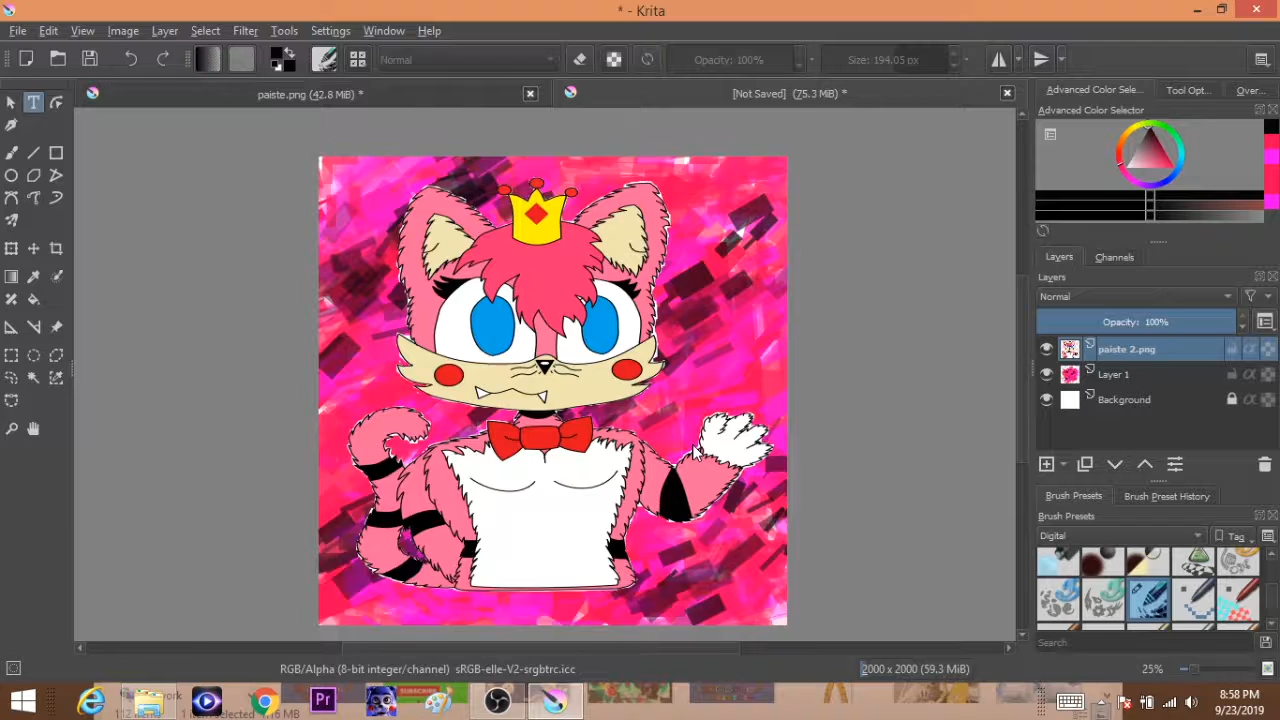 * - Krita
File Edit View Image Layer Select Filter Tools Settings Window Help
Normal Opacity: 100% Size: 194.05 px
paiste.png (42.8 MiB) * [Not Saved] (75.3 MiB) *
Advanced Color Sele... Tool Opt... Over...
Advanced Color Selector
Layers Channels
Layers
Normal
Opacity: 100%
paiste 2.png
Layer 1
Background
Brush Presets Brush Preset History
Brush Presets
Digital Tag
Search
RGB/Alpha (8-bit integer/channel) sRGB-elle-V2-srgbtrc.icc 2000 x 2000 (59.3 MiB) 25%
SUBSCRIBE
Pr
8:58 PM
9/23/2019